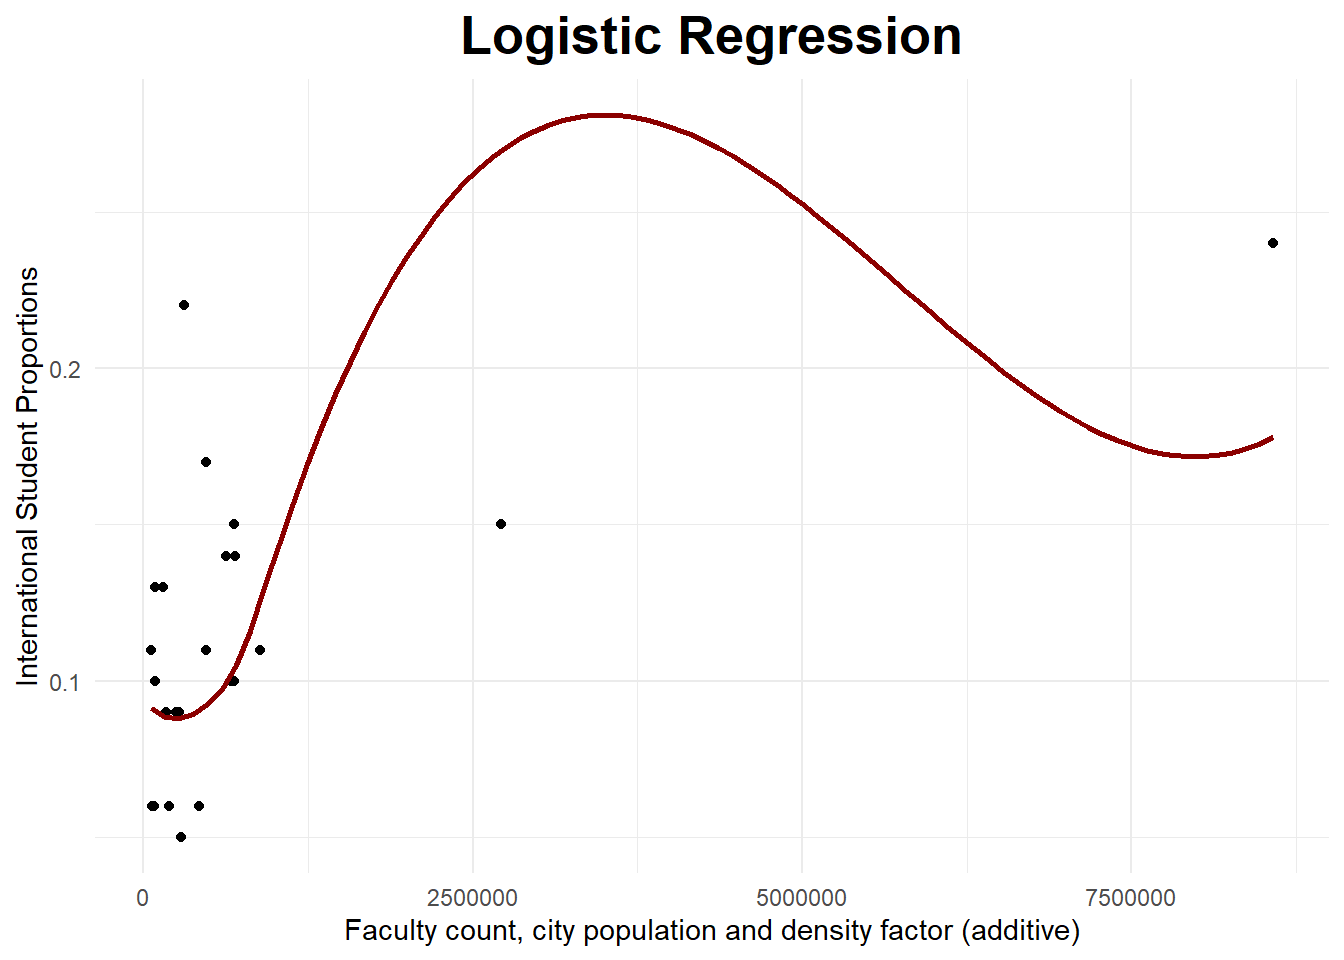 Logistic Regression
International Student Proportions
0.2
0.1
0 2500000 5000000 7500000
Faculty count, city population and density factor (additive)